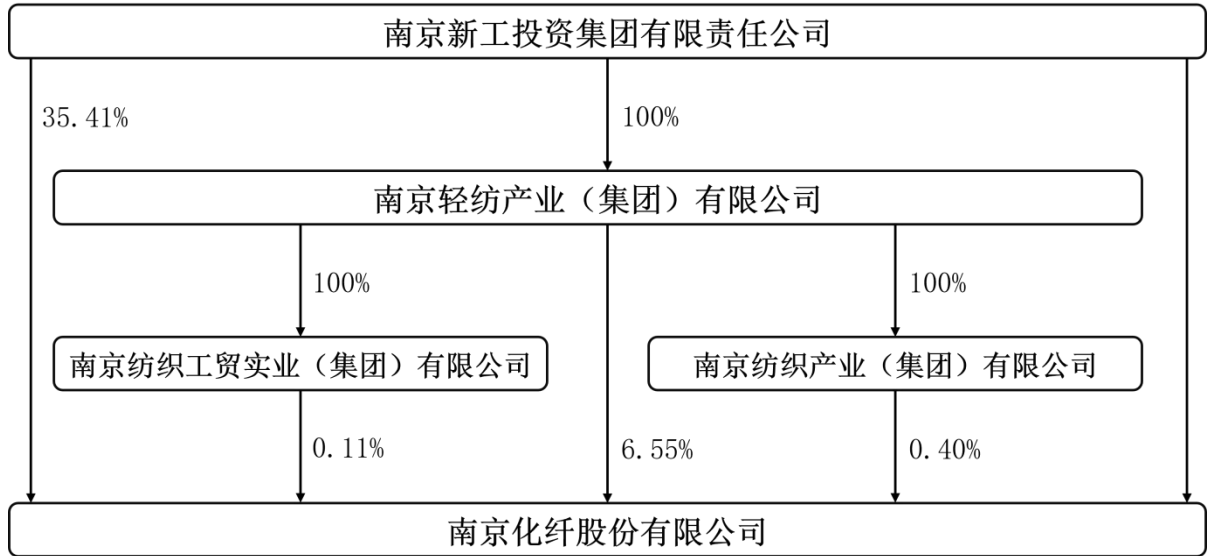 南京新工投资集团有限责任公司
35.41%
100%
南京轻纺产业（集团）有限公司
100%
100%
南京纺织工贸实业（集团）有限公司
南京纺织产业（集团）有限公司
0.11%
6.55%
0.40%
南京化纤股份有限公司